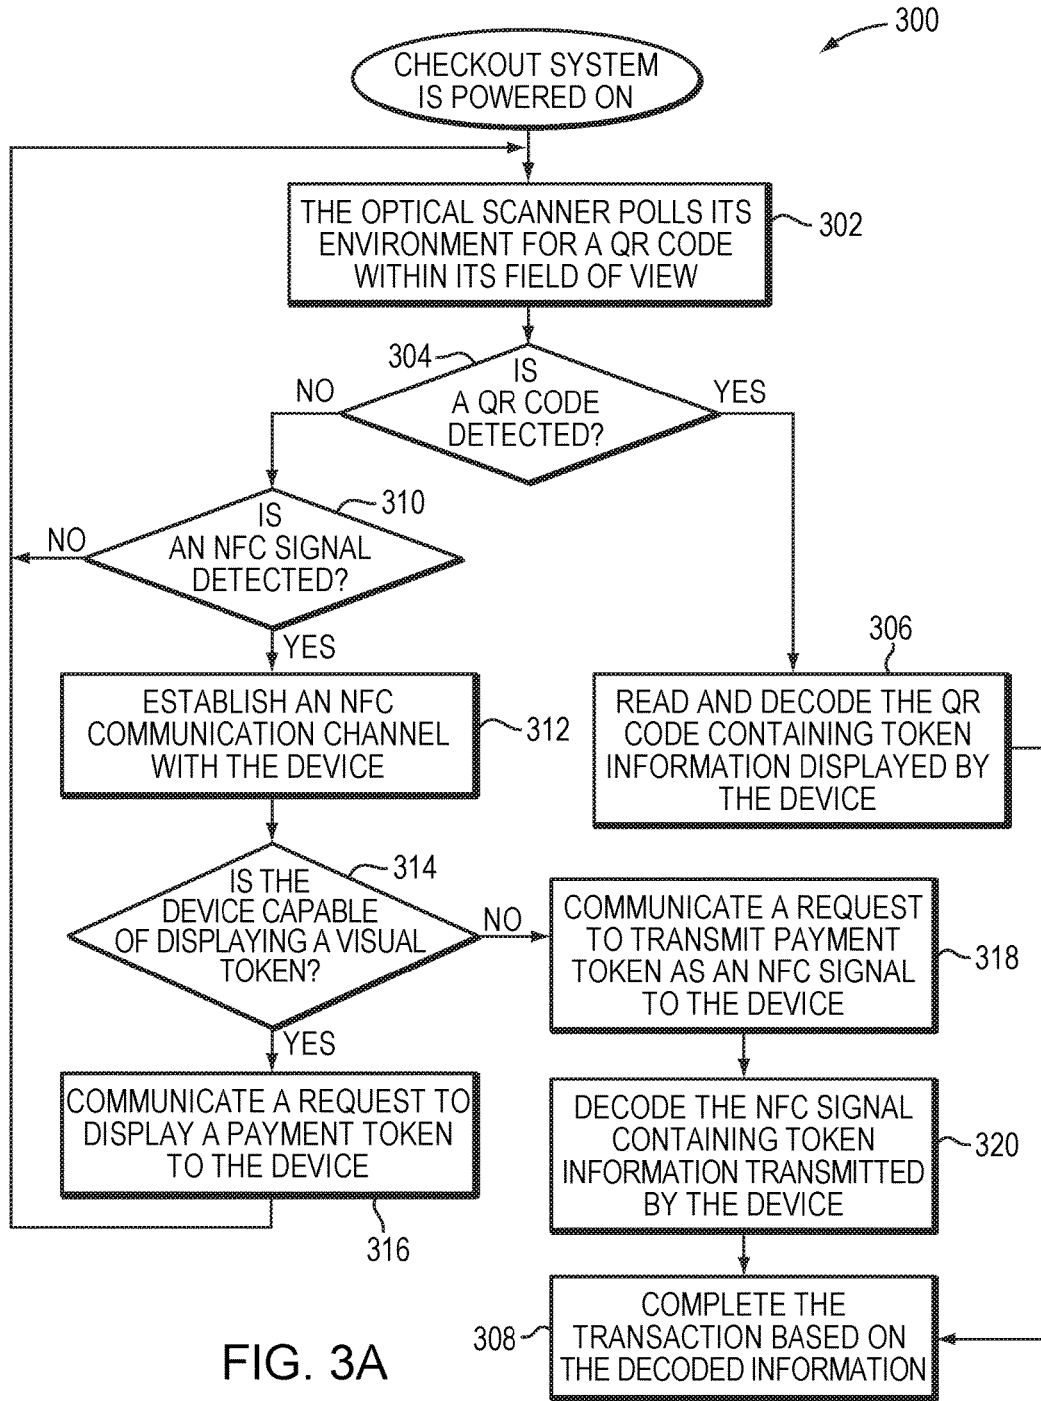 300
CHECKOUT SYSTEM
IS POWERED ON
THE OPTICAL SCANNER POLLS ITS
ENVIRONMENT FOR A QR CODE
WITHIN ITS FIELD OF VIEW
302
304
IS
A QR CODE
DETECTED?
NO
YES
310
IS
AN NFC SIGNAL
DETECTED?
NO
YES
306
READ AND DECODE THE QR
CODE CONTAINING TOKEN
INFORMATION DISPLAYED BY
THE DEVICE
ESTABLISH AN NFC
COMMUNICATION CHANNEL
WITH THE DEVICE
312
314
IS THE
DEVICE CAPABLE
OF DISPLAYING A VISUAL
TOKEN?
NO
YES
COMMUNICATE A REQUEST
TO TRANSMIT PAYMENT
TOKEN AS AN NFC SIGNAL
TO THE DEVICE
318
COMMUNICATE A REQUEST TO
DISPLAY A PAYMENT TOKEN
TO THE DEVICE
316
DECODE THE NFC SIGNAL
CONTAINING TOKEN
INFORMATION TRANSMITTED
BY THE DEVICE
320
308
COMPLETE THE
TRANSACTION BASED ON
THE DECODED INFORMATION
FIG. 3A